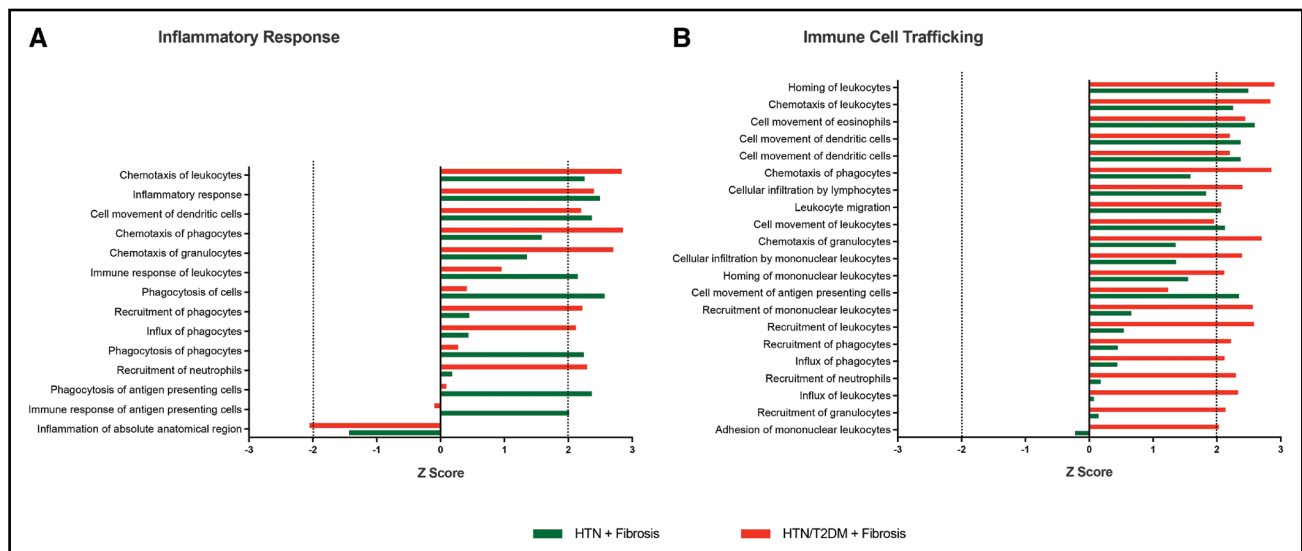 A Inflammatory Response
Chemotaxis of leukocytes
Inflammatory response
Cell movement of dendritic cells
Chemotaxis of phagocytes
Chemotaxis of granulocytes
Immune response of leukocytes
Phagocytosis of cells
Recruitment of phagocytes
Influx of phagocytes
Phagocytosis of phagocytes
Recruitment of neutrophils
Phagocytosis of antigen presenting cells
Immune response of antigen presenting cells
Inflammation of absolute anatomical region
-3 -2 -1 0 1 2 3
Z Score
B Immune Cell Trafficking
Homing of leukocytes
Chemotaxis of leukocytes
Cell movement of eosinophils
Cell movement of dendritic cells
Cell movement of dendritic cells
Chemotaxis of phagocytes
Cellular infiltration by lymphocytes
Leukocyte migration
Cell movement of leukocytes
Chemotaxis of granulocytes
Cellular infiltration by mononuclear leukocytes
Homing of mononuclear leukocytes
Cell movement of antigen presenting cells
Recruitment of mononuclear leukocytes
Recruitment of leukocytes
Recruitment of phagocytes
Influx of phagocytes
Recruitment of neutrophils
Influx of leukocytes
Recruitment of granulocytes
Adhesion of mononuclear leukocytes
-3 -2 -1 0 1 2 3
Z Score
HTN + Fibrosis HTN/T2DM + Fibrosis